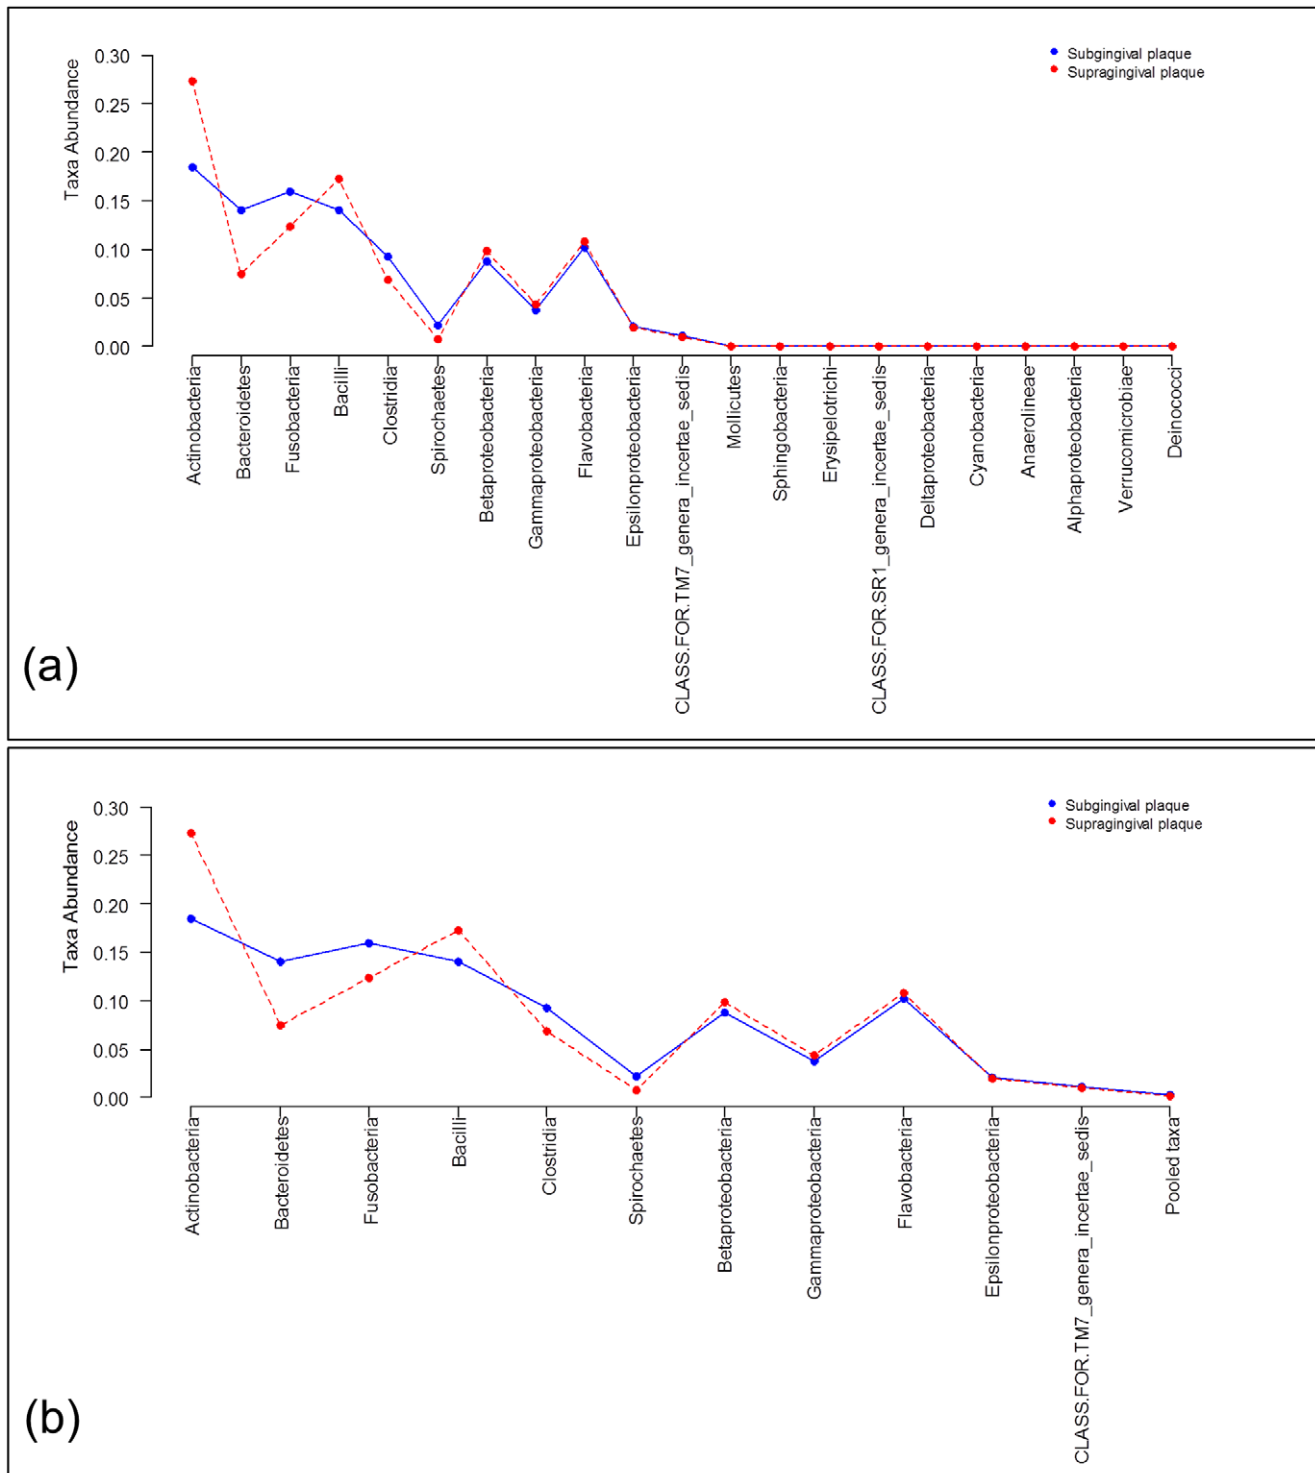 0.30
0.25
0.20
0.15
0.10
0.05
0.00
Taxa Abundance
Subgingival plaque
Supragingival plaque
Actinobacteria
Bacteroidetes
Fusobacteria
Bacilli
Clostridia
Spirochaetes
Betaproteobacteria
Gammaproteobacteria
Flavobacteria
Epsilonproteobacteria
CLASS.FOR.TM7_genera_incertae_sedis
Mollicutes
Sphingobacteria
Erysipelotrichi
CLASS.FOR.SR1_genera_incertae_sedis
Deltaproteobacteria
Cyanobacteria
Anaerolineae
Alphaproteobacteria
Verrucomicrobiae
Deinococci
(a)
0.30
0.25
0.20
0.15
0.10
0.05
0.00
Taxa Abundance
Subgingival plaque
Supragingival plaque
Actinobacteria
Bacteroidetes
Fusobacteria
Bacilli
Clostridia
Spirochaetes
Betaproteobacteria
Gammaproteobacteria
Flavobacteria
Epsilonproteobacteria
CLASS.FOR.TM7_genera_incertae_sedis
Pooled taxa
(b)